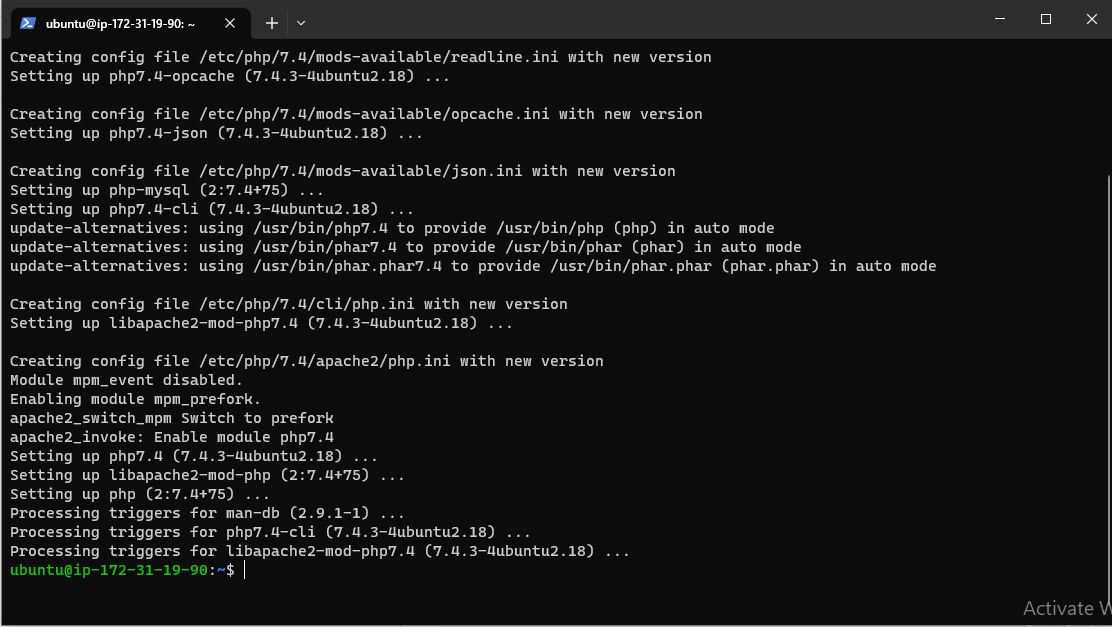 ubuntu@ip-172-31-19-90: ~
Creating config file /etc/php/7.4/mods-available/readline.ini with new version
Setting up php7.4-opcache (7.4.3-4ubuntu2.18) ...
Creating config file /etc/php/7.4/mods-available/opcache.ini with new version
Setting up php7.4-json (7.4.3-4ubuntu2.18) ...
Creating config file /etc/php/7.4/mods-available/json.ini with new version
Setting up php-mysql (2:7.4+75) ...
Setting up php7.4-cli (7.4.3-4ubuntu2.18) ...
update-alternatives: using /usr/bin/php7.4 to provide /usr/bin/php (php) in auto mode
update-alternatives: using /usr/bin/phar7.4 to provide /usr/bin/phar (phar) in auto mode
update-alternatives: using /usr/bin/phar.phar7.4 to provide /usr/bin/phar.phar (phar.phar) in auto mode
Creating config file /etc/php/7.4/cli/php.ini with new version
Setting up libapache2-mod-php7.4 (7.4.3-4ubuntu2.18) ...
Creating config file /etc/php/7.4/apache2/php.ini with new version
Module mpm_event disabled.
Enabling module mpm_prefork.
apache2_switch_mpm Switch to prefork
apache2_invoke: Enable module php7.4
Setting up php7.4 (7.4.3-4ubuntu2.18) ...
Setting up libapache2-mod-php (2:7.4+75) ...
Setting up php (2:7.4+75) ...
Processing triggers for man-db (2.9.1-1) ...
Processing triggers for php7.4-cli (7.4.3-4ubuntu2.18) ...
Processing triggers for libapache2-mod-php7.4 (7.4.3-4ubuntu2.18) ...
ubuntu@ip-172-31-19-90:~$
Activate W